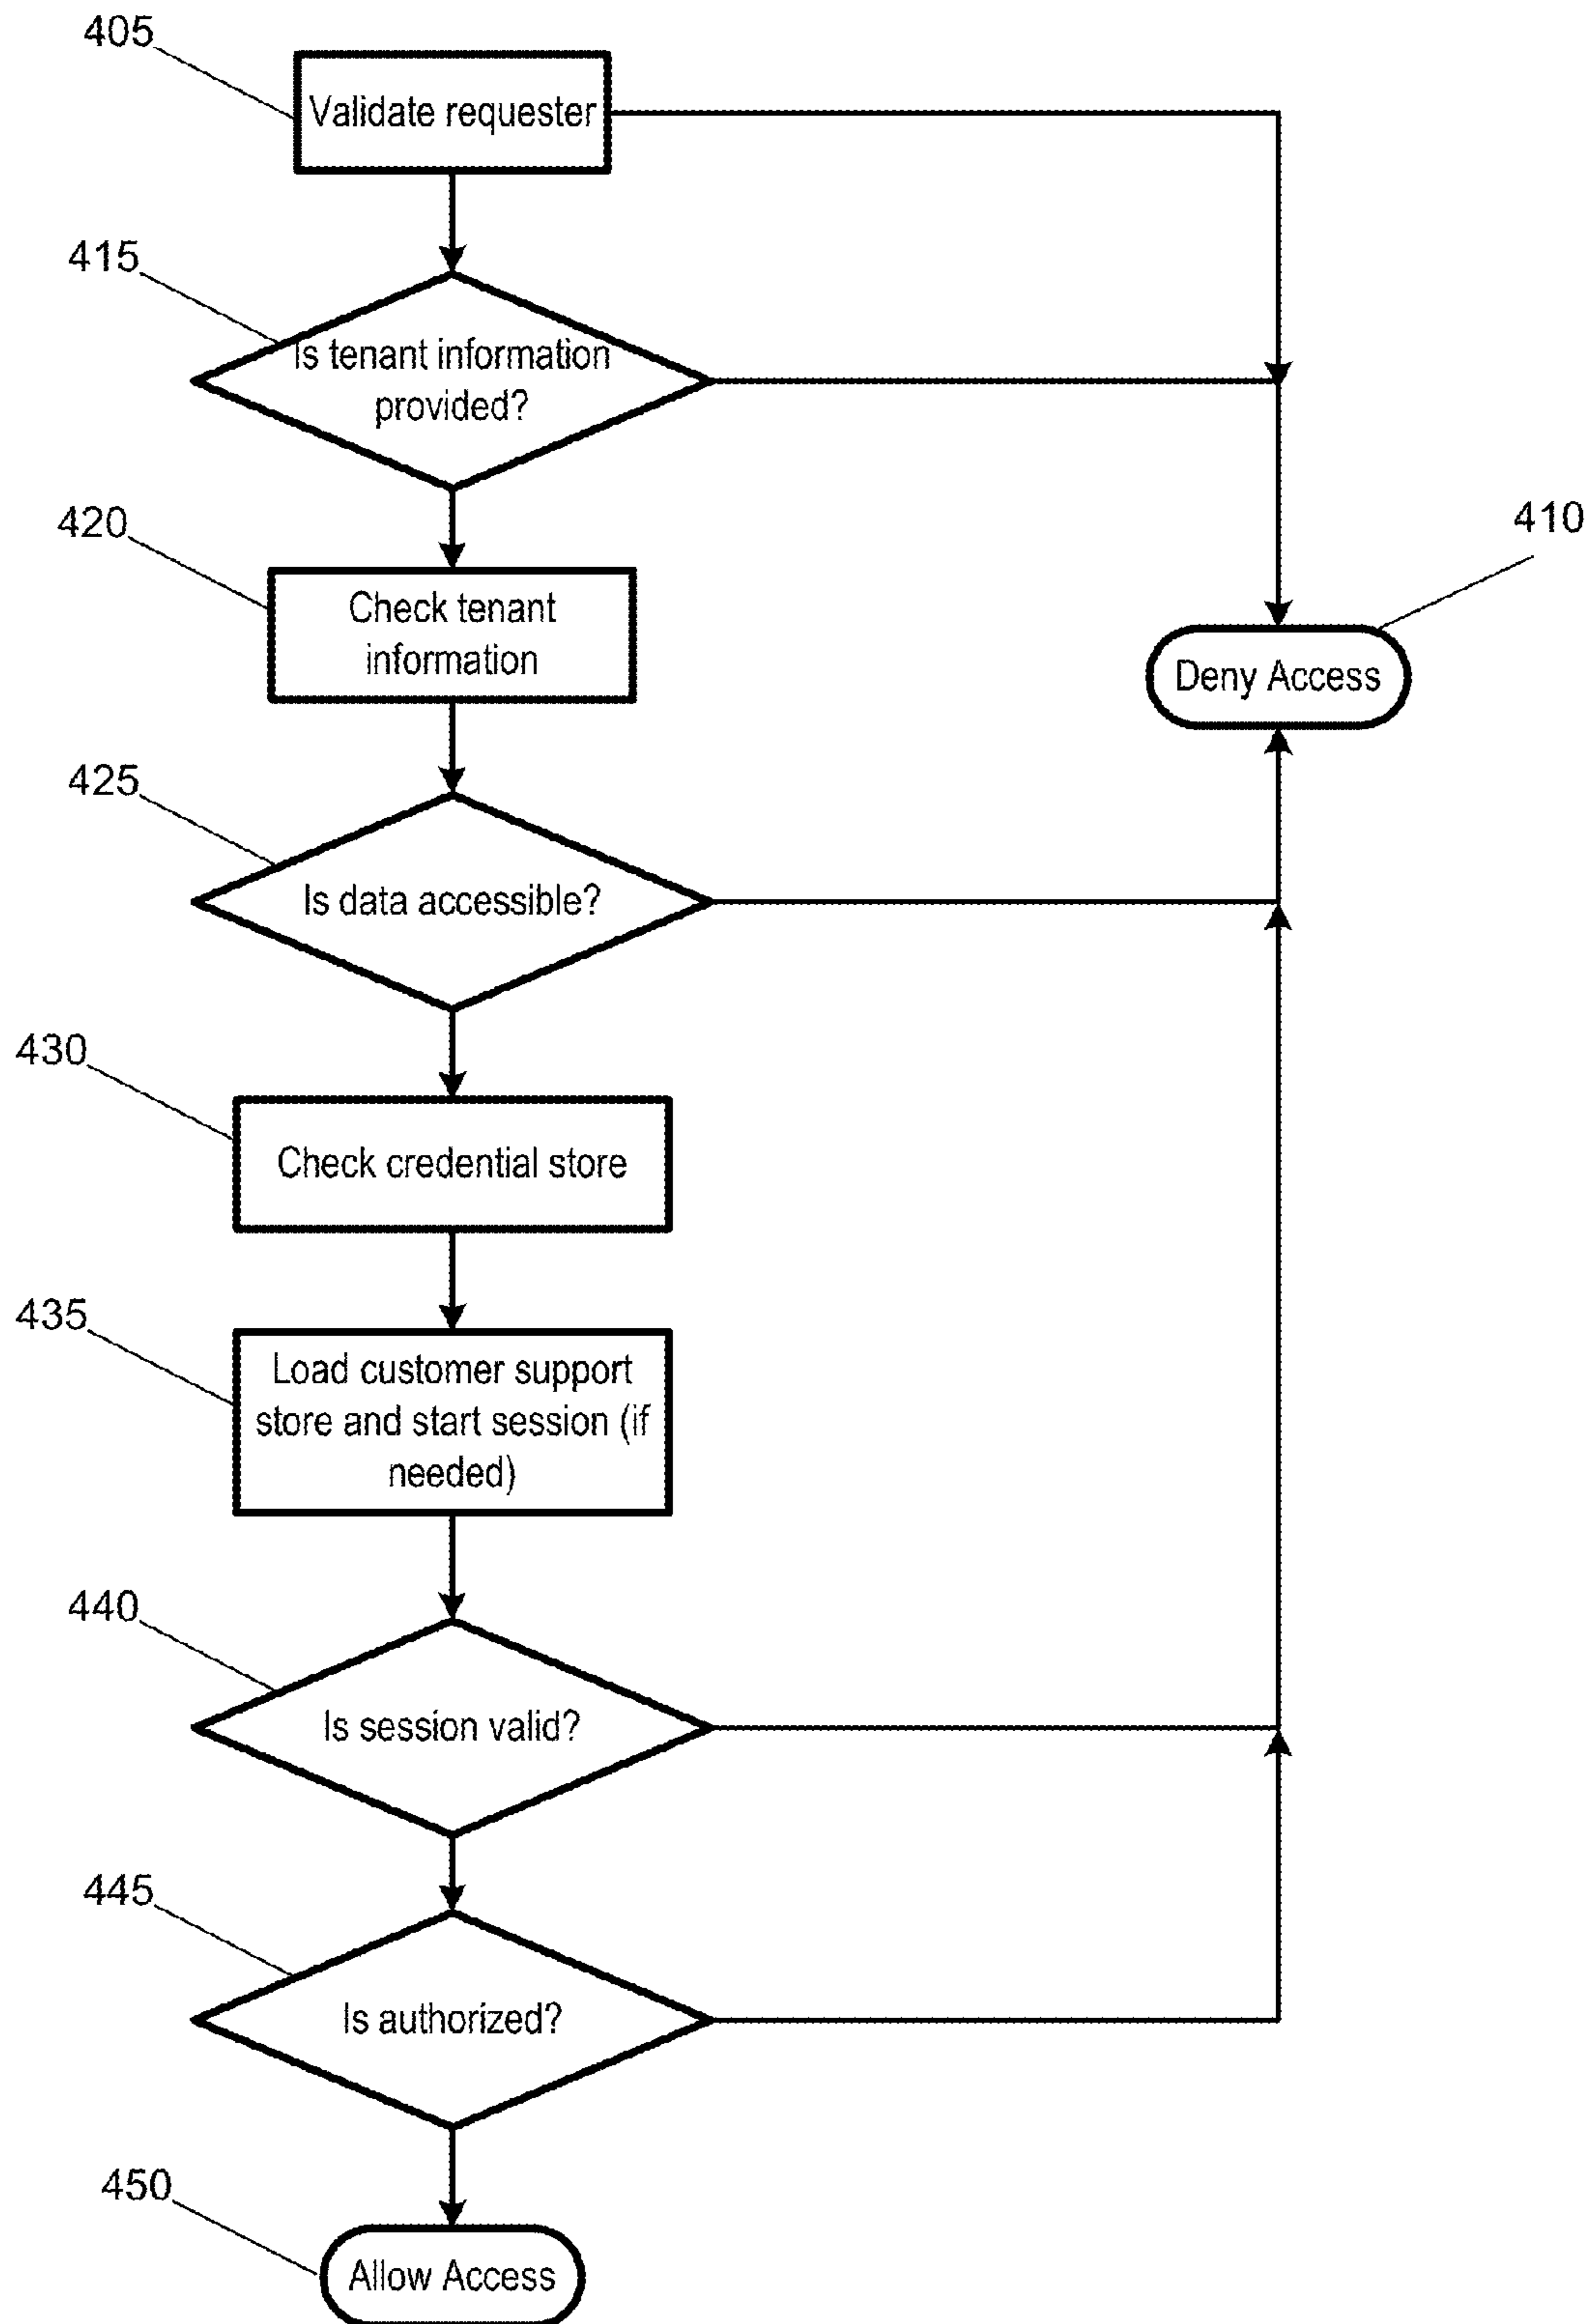 405
Validate requester
415
Is tenant information
provided?
420
Check tenant
information
410
Deny Access
425
Is data accessible?
430
Check credential store
435
Load customer support
store and start session (if
needed)
440
Is session valid?
445
Is authorized?
450
Allow Access